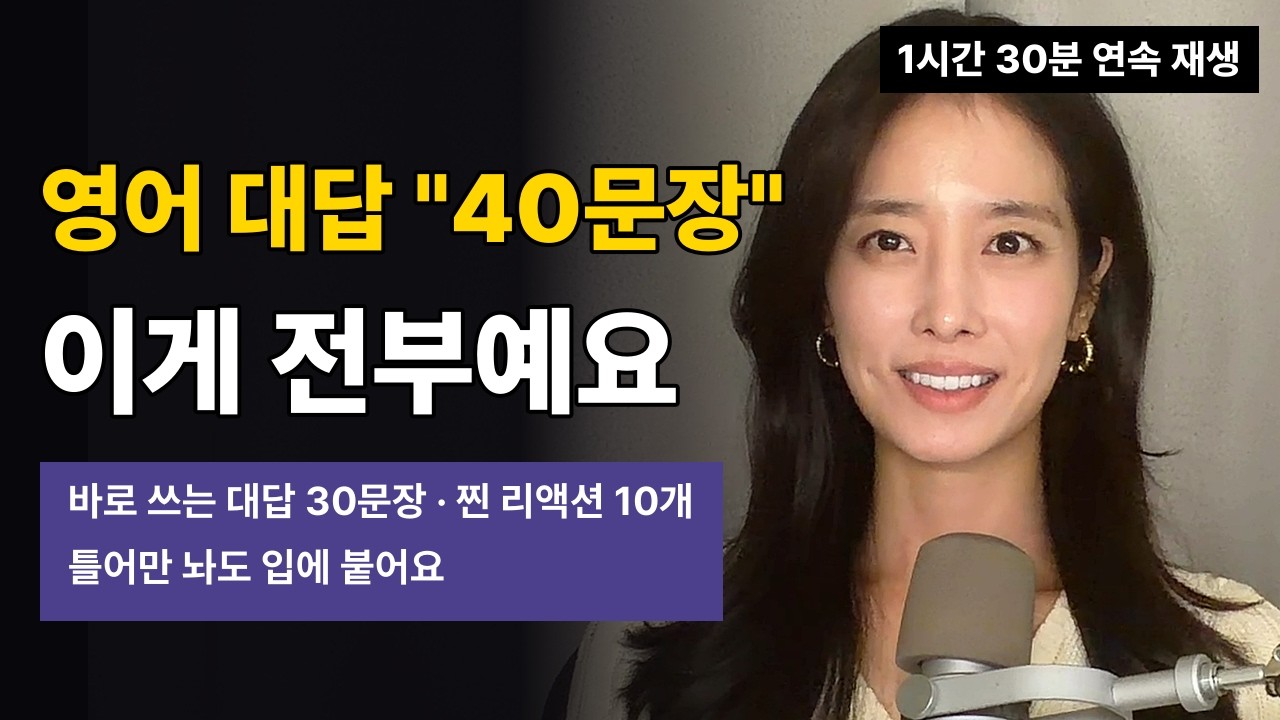 1시간 30분 연속 재생
영어 대답 "40문장"
이게 전부예요
바로 쓰는 대답 30문장 · 찐 리액션 10개
틀어만 놔도 입에 붙어요